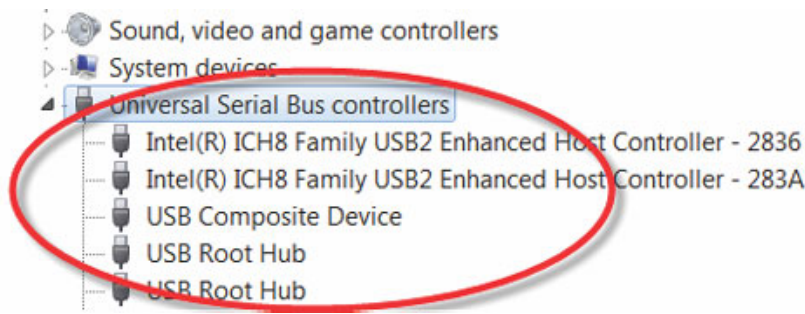 Sound, video and game controllers
System devices
Universal Serial Bus controllers
Intel(R) ICH8 Family USB2 Enhanced Host Controller - 2836
Intel(R) ICH8 Family USB2 Enhanced Host Controller - 283A
USB Composite Device
USB Root Hub
USB Root Hub